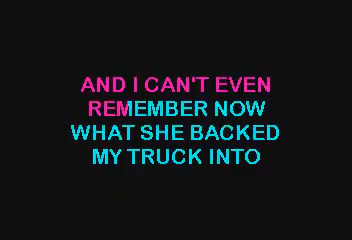 AND I CAN'T EVEN
REMEMBER NOW
WHAT SHE BACKED
MY TRUCK INTO